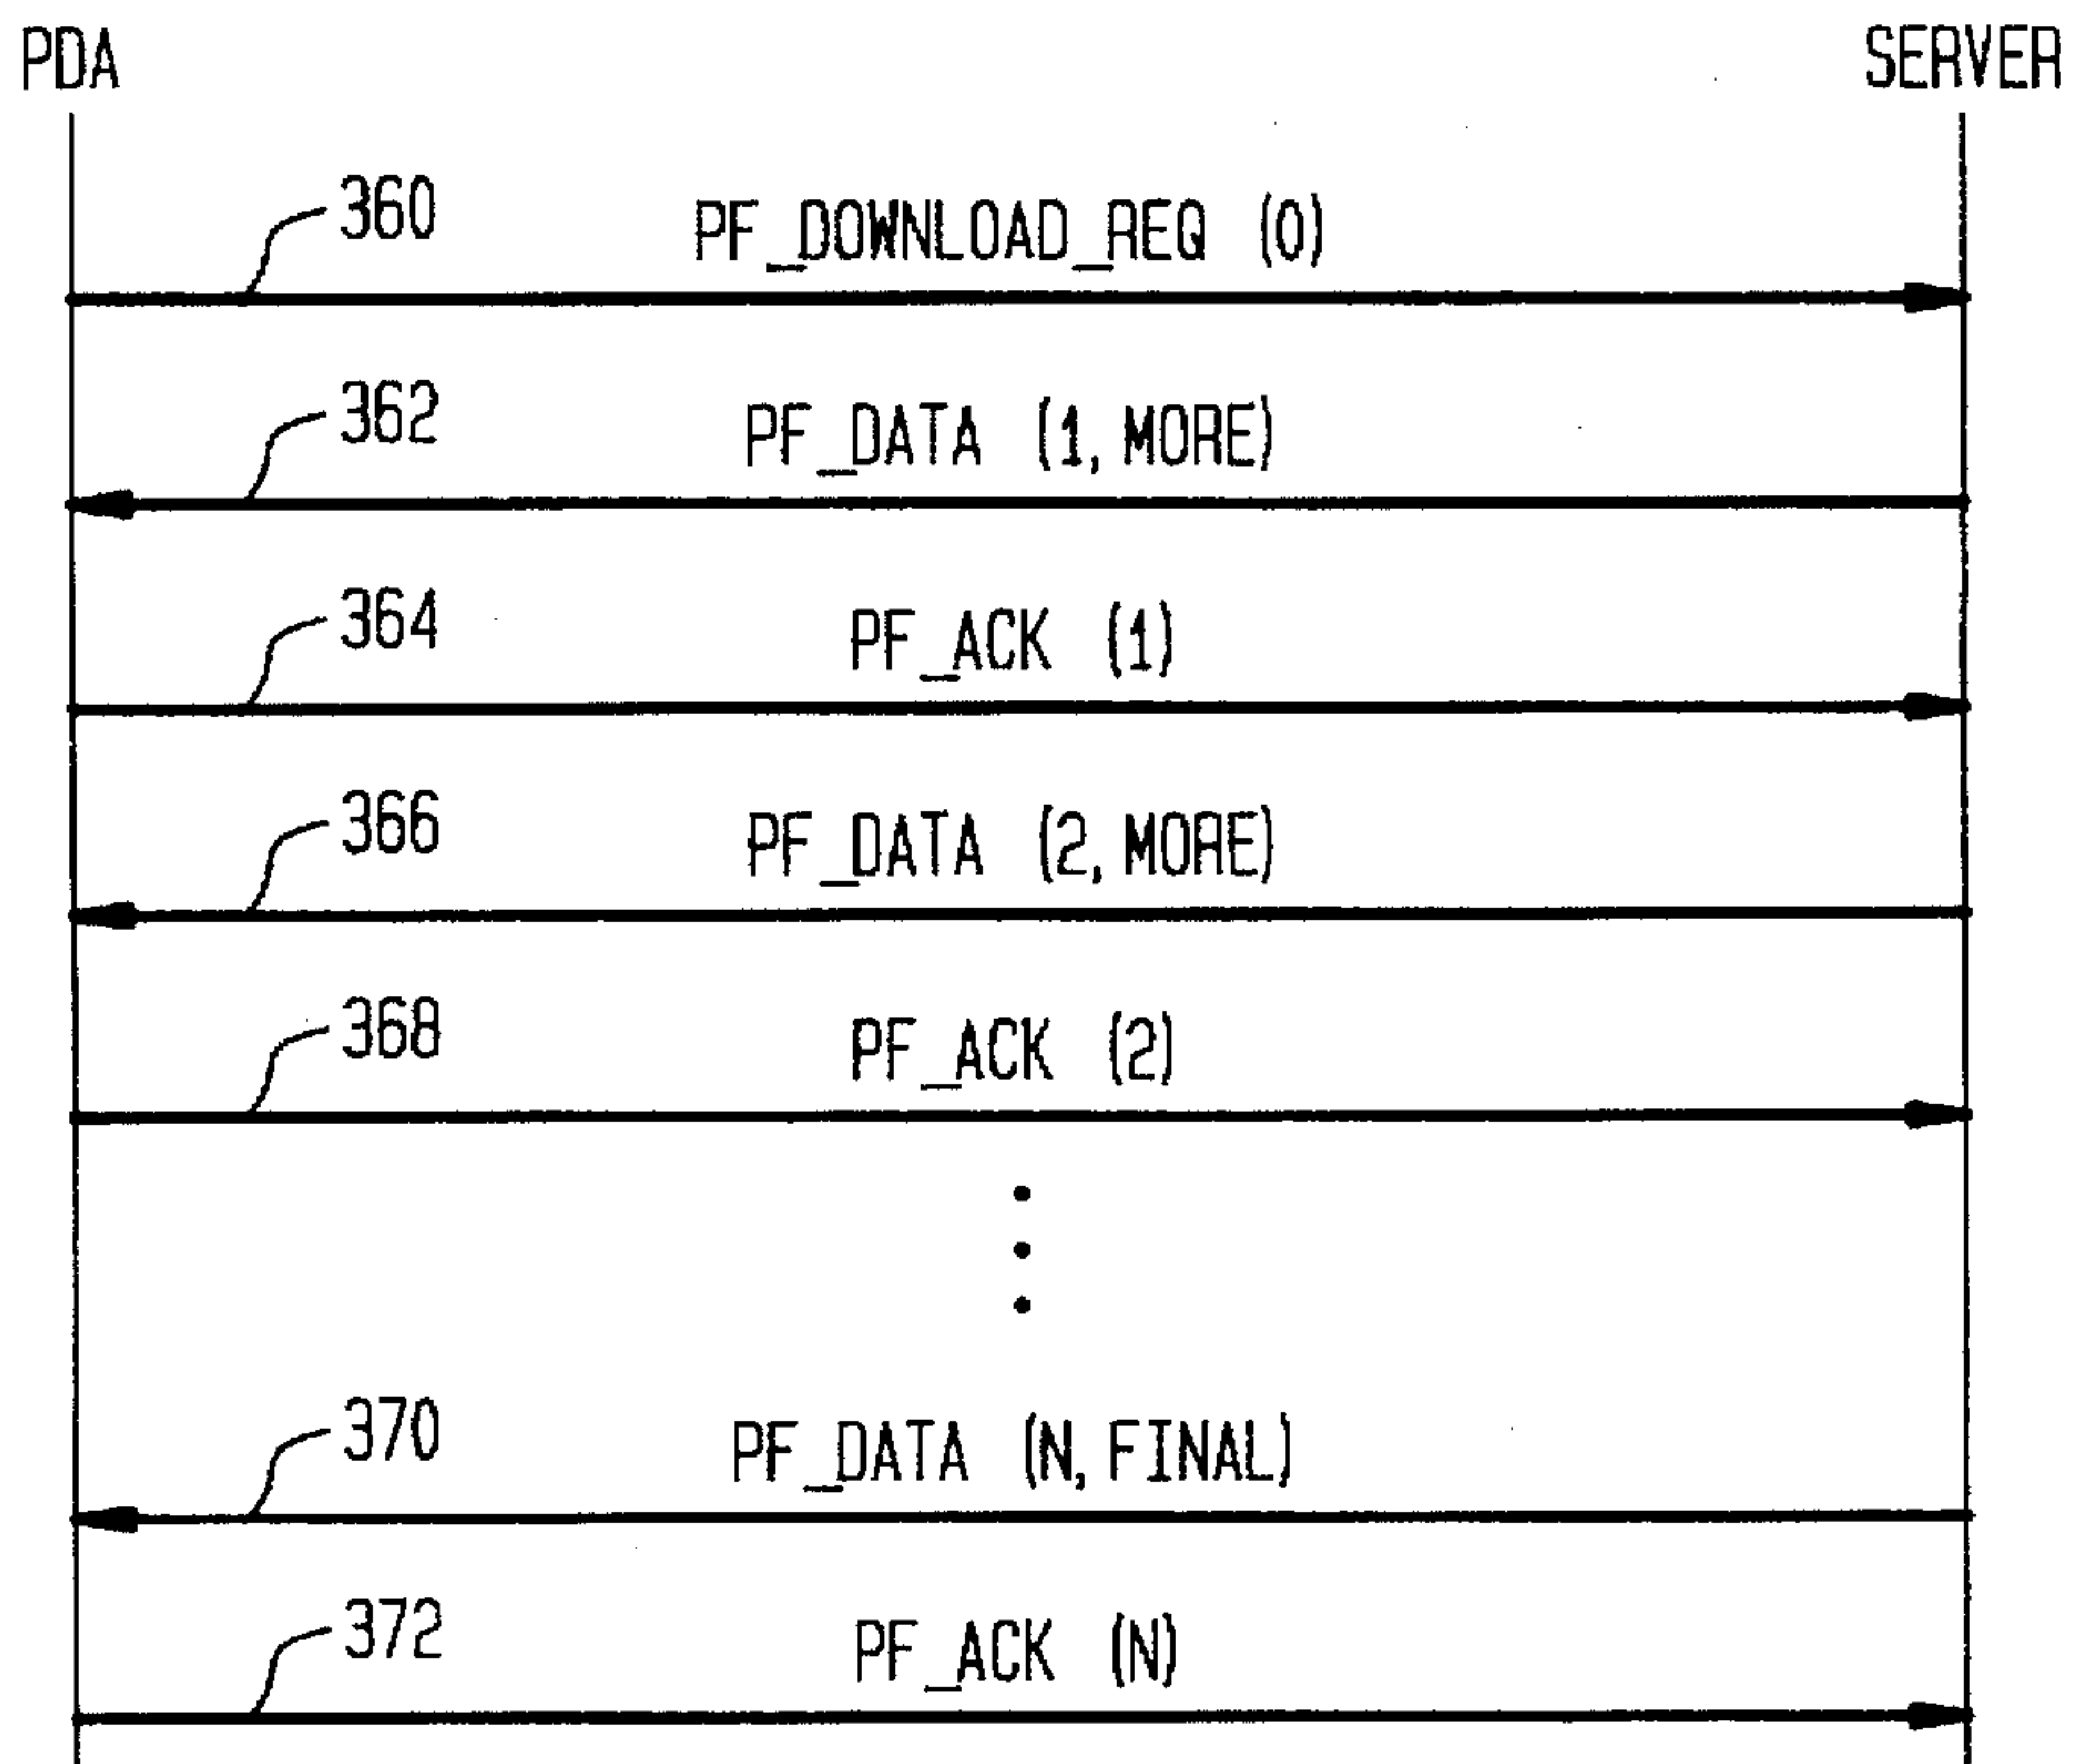 PDA
SERVER
360
PF_DOWNLOAD_REQ (0)
362
PF_DATA (1, MORE)
364
PF_ACK (1)
366
PF_DATA (2, MORE)
368
PF_ACK (2)
370
PF_DATA (N, FINAL)
372
PF_ACK (N)